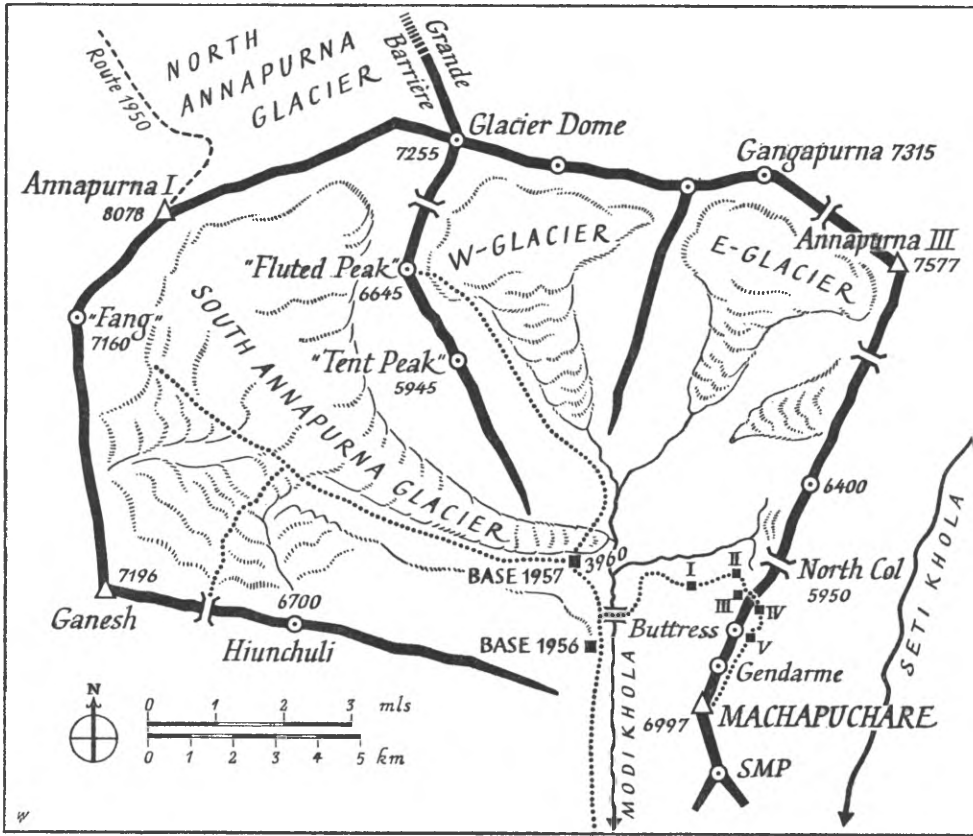 NORTH
ANNAPURNA
GLACIER
Route 1950
Grande
Barrière
Glacier Dome
7255
Gangapurna 7315
Annapurna I
8078
Annapurna III
7577
W-GLACIER
E-GLACIER
"Fluted Peak"
6645
"Fang"
7160
SOUTH ANNAPURNA GLACIER
"Tent Peak"
5945
6400
BASE 1957
3960
North Col
5950
I
II
III
IV
V
7196
Ganesh
6700
Hiunchuli
BASE 1956
Buttress
Gendarme
6997
MACHAPUCHARE
SMP
MODI KHOLA
SETI KHOLA
N
0 1 2 3 mls
0 1 2 3 4 5 km
W